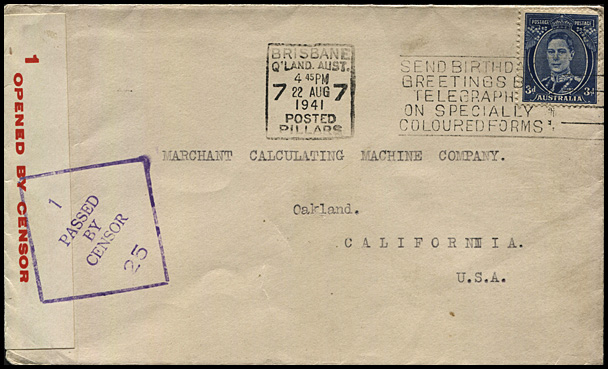 1 OPENED BY CENSOR
1
PASSED
BY
CENSOR
25
BRISBANE
Q'LAND. AUST.
4 45PM
7 22 AUG 7
1941
POSTED
PILLARS
SEND BIRTHD
GREETINGS B
TELEGRAPH
ON SPECIALLY
COLOURED FORMS
POSTAGE POSTAGE
3d 3d
AUSTRALIA
MARCHANT CALCULATING MACHINE COMPANY.
Oakland.
CALIFORNIA.
U.S.A.